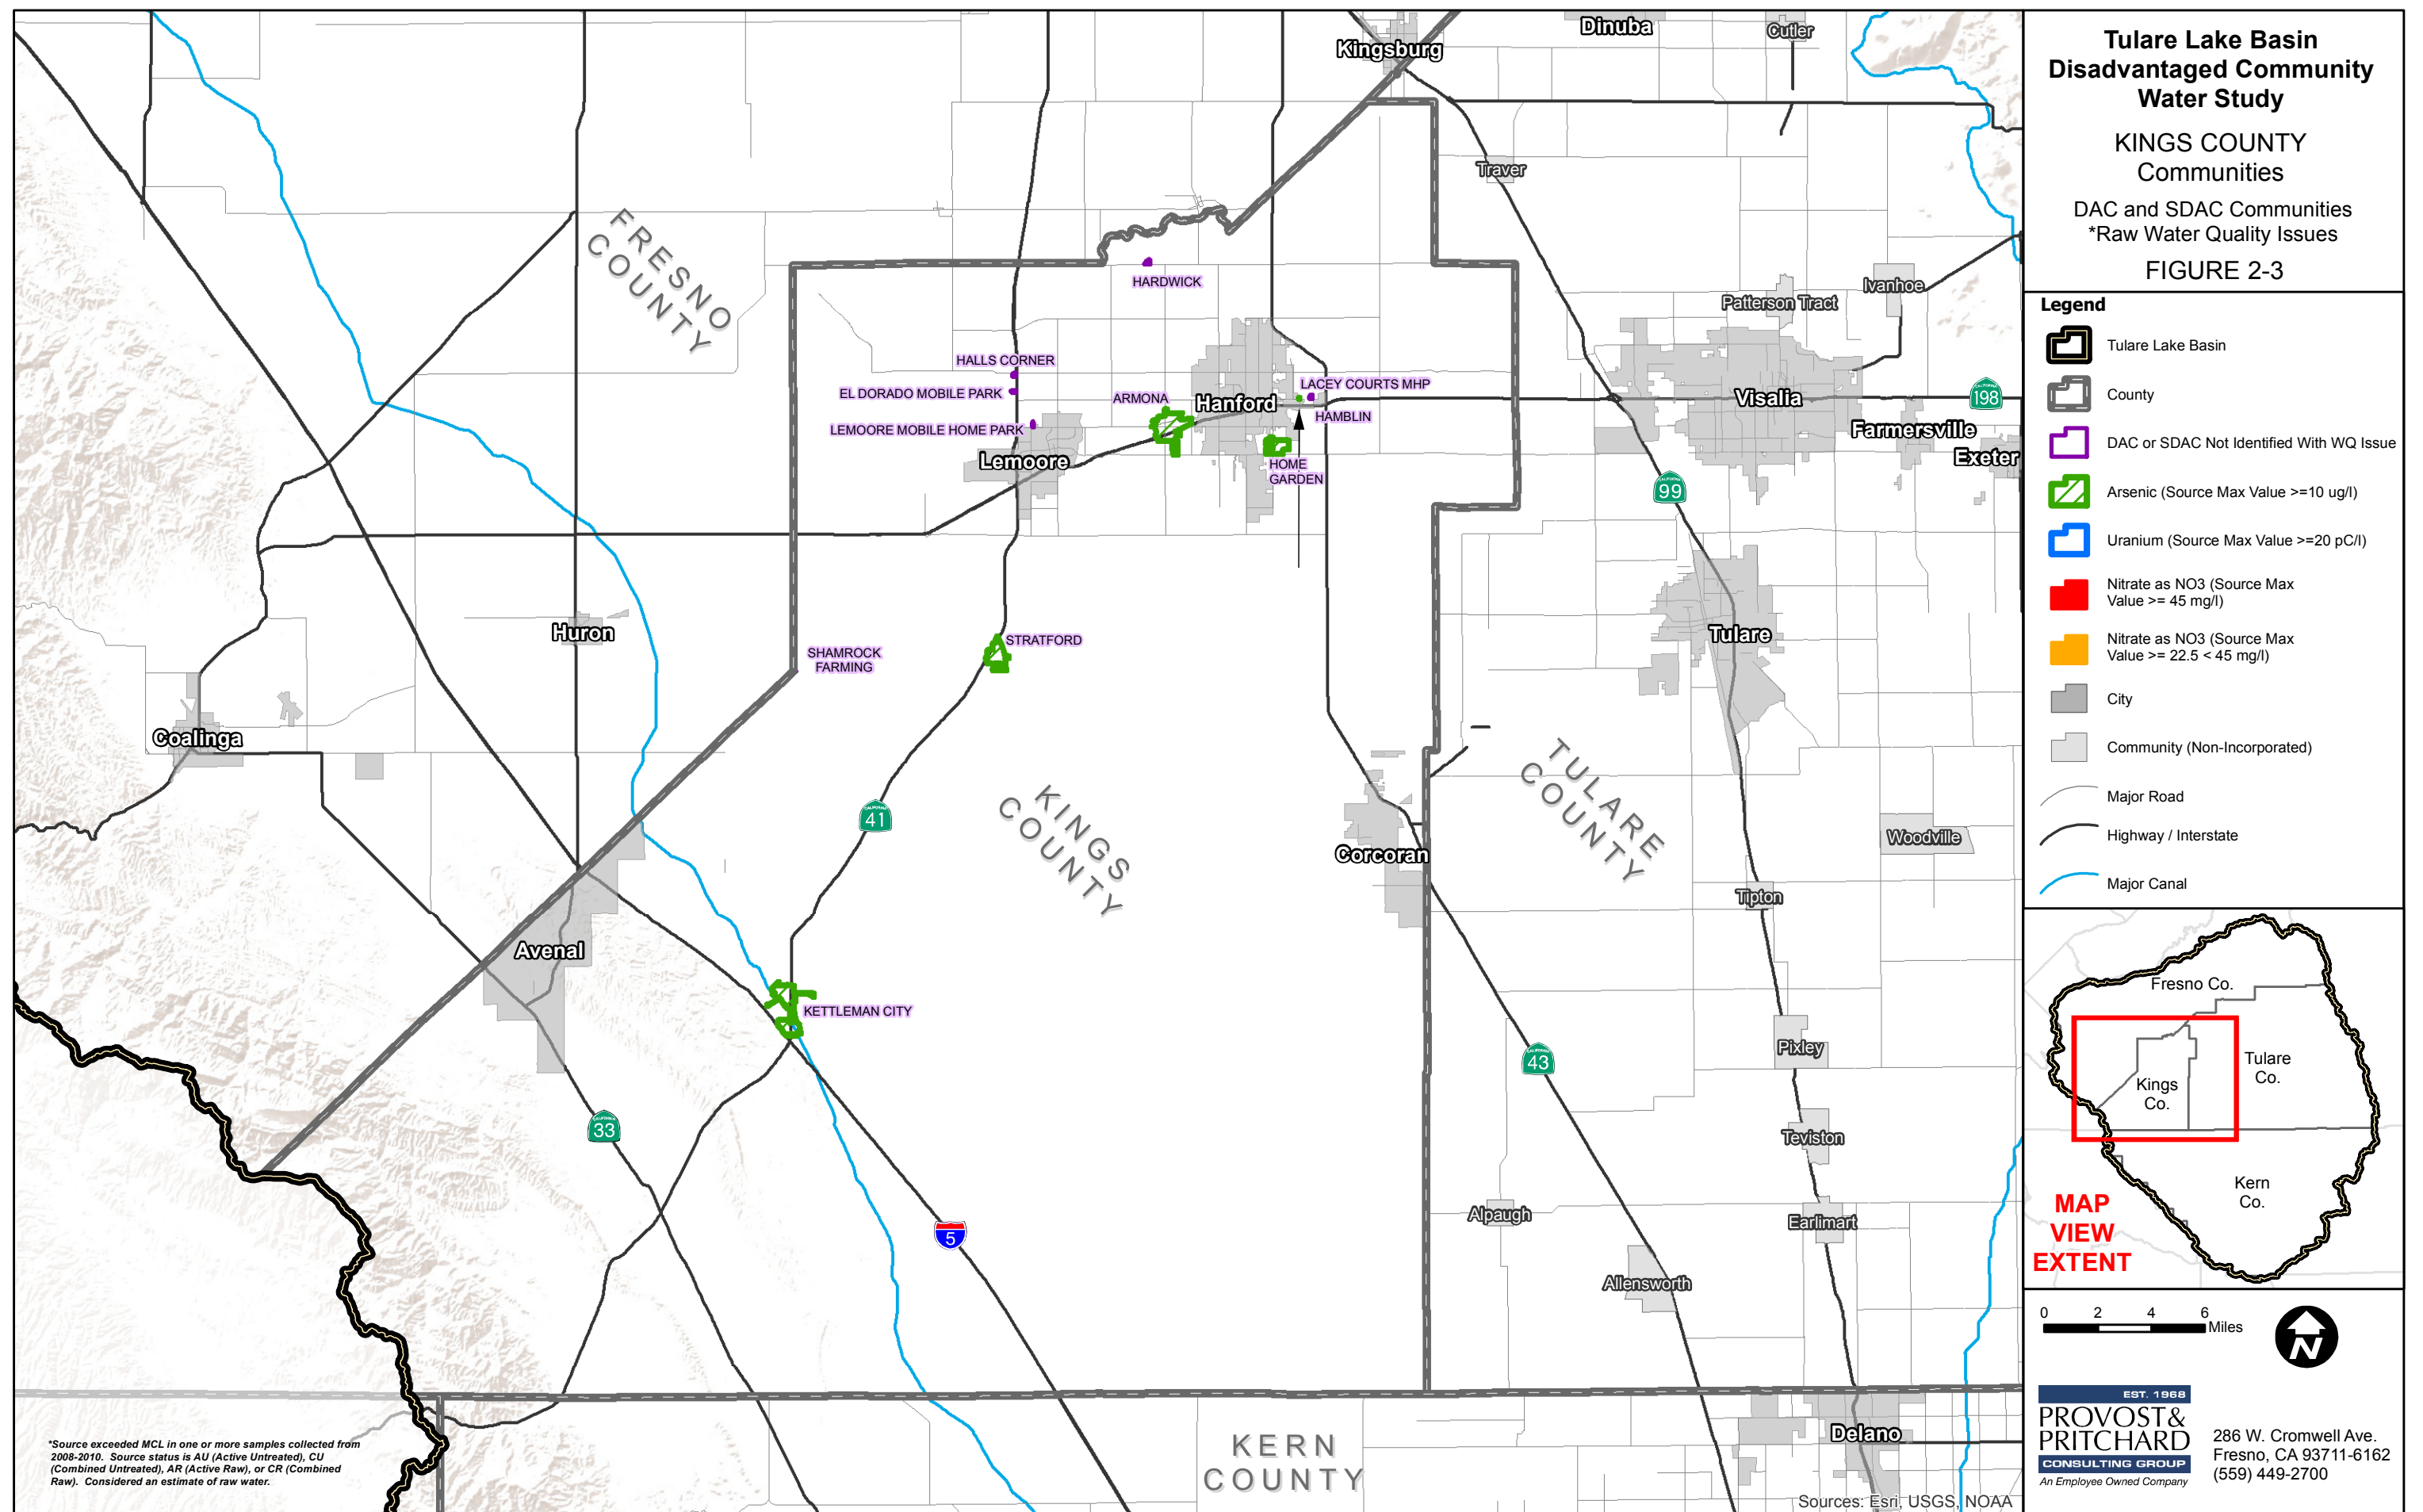 Tulare Lake Basin
Disadvantaged Community
Water Study
KINGS COUNTY
Communities
DAC and SDAC Communities
*Raw Water Quality Issues
FIGURE 2-3
Legend
Tulare Lake Basin
County
DAC or SDAC Not Identified With WQ Issue
Arsenic (Source Max Value >=10 ug/l)
Uranium (Source Max Value >=20 pC/l)
Nitrate as NO3 (Source Max
Value >= 45 mg/l)
Nitrate as NO3 (Source Max
Value >= 22.5 < 45 mg/l)
City
Community (Non-Incorporated)
Major Road
Highway / Interstate
Major Canal
Fresno Co.
Tulare
Co.
Kings
Co.
Kern
Co.
MAP
VIEW
EXTENT
0 2 4 6
Miles
N
EST. 1968
PROVOST&
PRITCHARD
CONSULTING GROUP
An Employee Owned Company
286 W. Cromwell Ave.
Fresno, CA 93711-6162
(559) 449-2700
Kingsburg
Dinuba
Cutler
Traver
FRESNO
COUNTY
HARDWICK
Patterson Tract
Ivanhoe
HALLS CORNER
EL DORADO MOBILE PARK
LEMOORE MOBILE HOME PARK
ARMONA
Hanford
LACEY COURTS MHP
HAMBLIN
HOME
GARDEN
Lemoore
Visalia
CALIFORNIA
198
Farmersville
Exeter
CALIFORNIA
99
Huron
SHAMROCK
FARMING
STRATFORD
Tulare
Coalinga
CALIFORNIA
41
KINGS
COUNTY
TULARE
COUNTY
Corcoran
Woodville
Tipton
Avenal
KETTLEMAN CITY
Pixley
CALIFORNIA
43
CALIFORNIA
33
Teviston
Alpaugh
Earlimart
5
Allensworth
Delano
KERN
COUNTY
*Source exceeded MCL in one or more samples collected from
2008-2010. Source status is AU (Active Untreated), CU
(Combined Untreated), AR (Active Raw), or CR (Combined
Raw). Considered an estimate of raw water.
Sources: Esri, USGS, NOAA